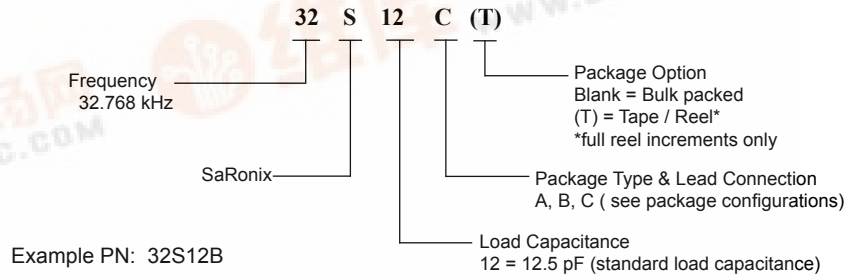 32 S 12 C (T)
Frequency
32.768 kHz
SaRonix
Package Option
Blank = Bulk packed
(T) = Tape / Reel*
*full reel increments only
Package Type & Lead Connection
A, B, C ( see package configurations)
Load Capacitance
12 = 12.5 pF (standard load capacitance)
Example PN: 32S12B